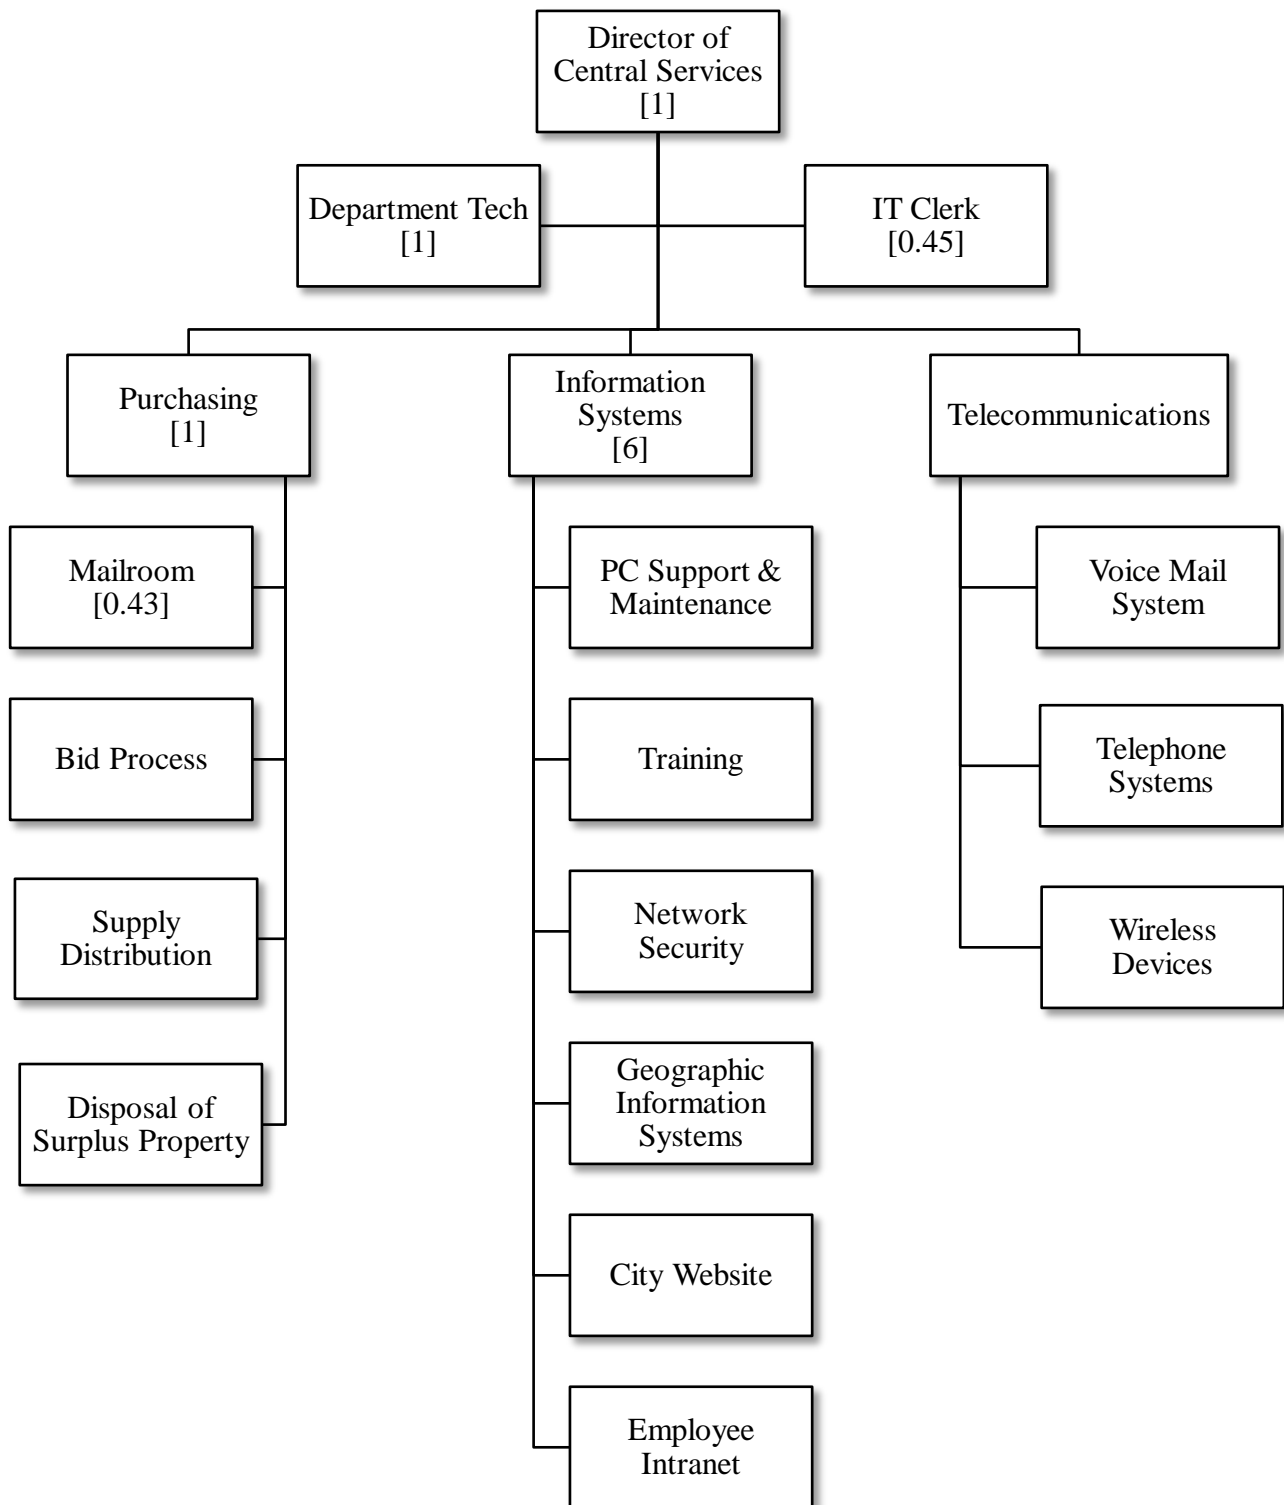 Director of
Central Services
[1]
Department Tech
[1]
IT Clerk
[0.45]
Purchasing
[1]
Information
Systems
[6]
Telecommunications
Mailroom
[0.43]
Bid Process
Supply
Distribution
Disposal of
Surplus Property
PC Support &
Maintenance
Training
Network
Security
Geographic
Information
Systems
City Website
Employee
Intranet
Voice Mail
System
Telephone
Systems
Wireless
Devices